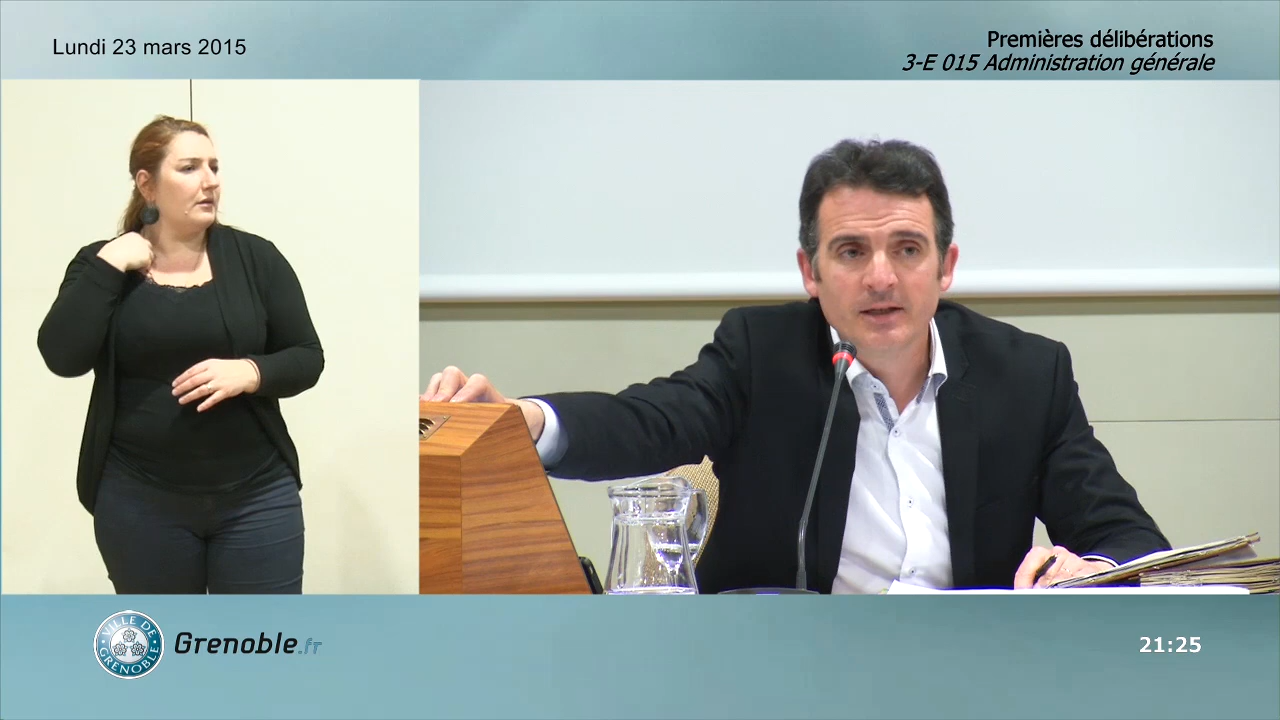 Lundi 23 mars 2015
Premières délibérations
3-E 015 Administration générale
VILLE DE
GRENOBLE
Grenoble.fr
21:25